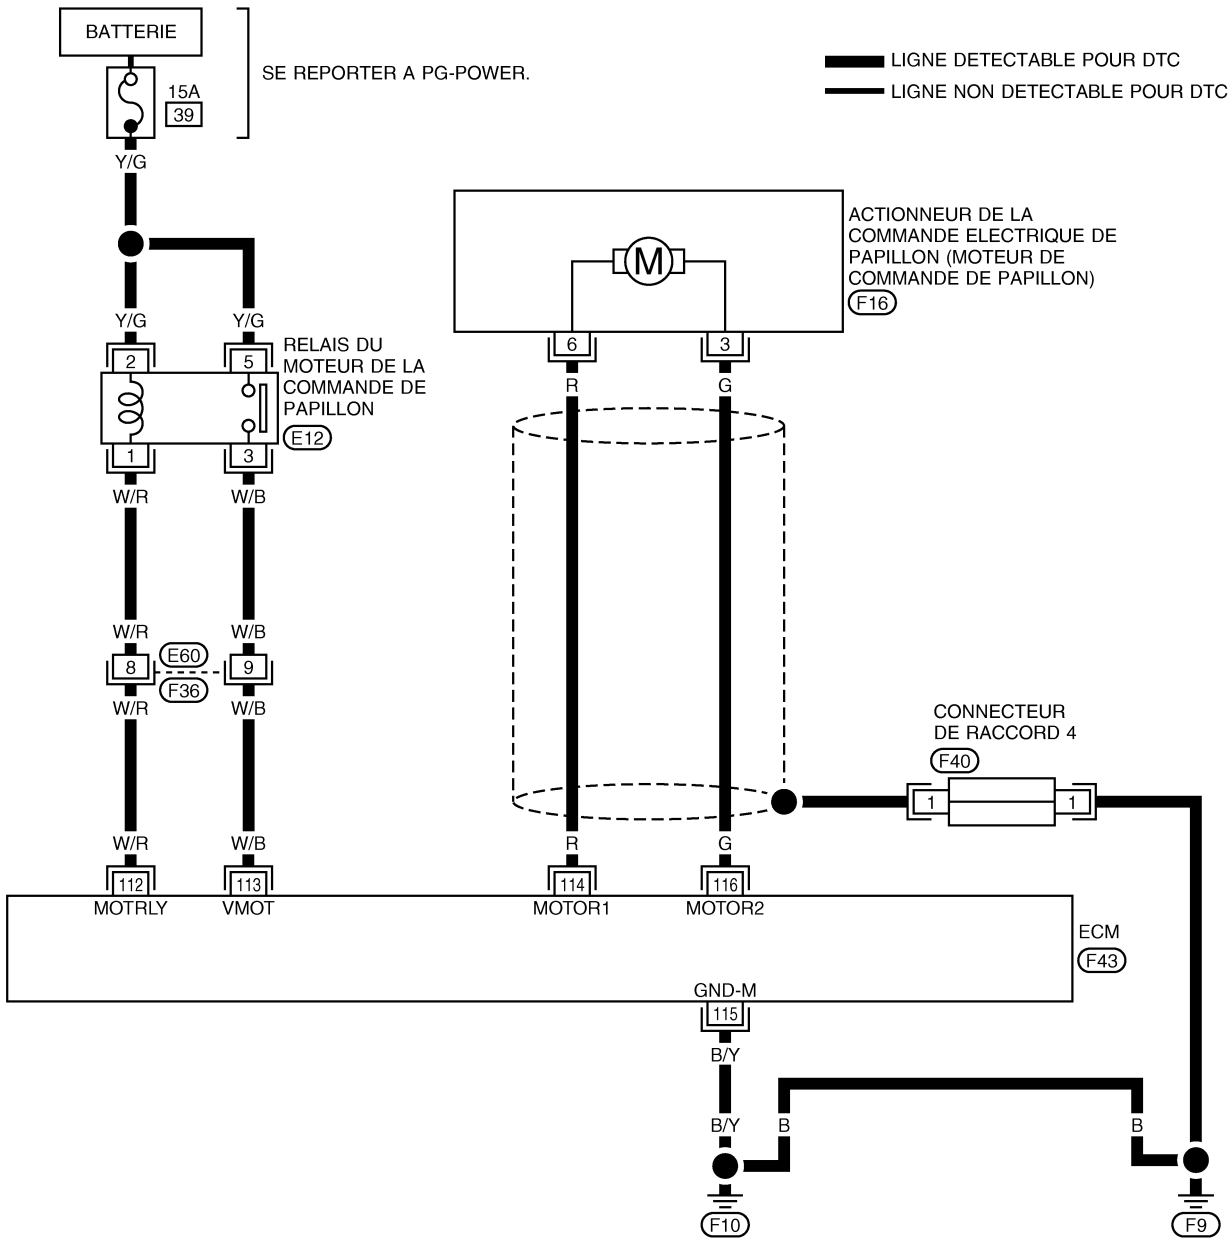 BATTERIE
SE REPORTER A PG-POWER.
15A
39
LIGNE DETECTABLE POUR DTC
LIGNE NON DETECTABLE POUR DTC
Y/G
Y/G
Y/G
2
5
RELAIS DU
MOTEUR DE LA
COMMANDE DE
PAPILLON
E12
1
3
W/R
W/B
W/R
W/B
8
E60
F36
9
W/R
W/B
W/R
W/B
M
ACTIONNEUR DE LA
COMMANDE ELECTRIQUE DE
PAPILLON (MOTEUR DE
COMMANDE DE PAPILLON)
F16
6
3
R
G
R
G
CONNECTEUR
DE RACCORD 4
F40
1
1
112
113
114
116
MOTRLY
VMOT
MOTOR1
MOTOR2
ECM
F43
GND-M
115
B/Y
B/Y
B
B
F10
F9